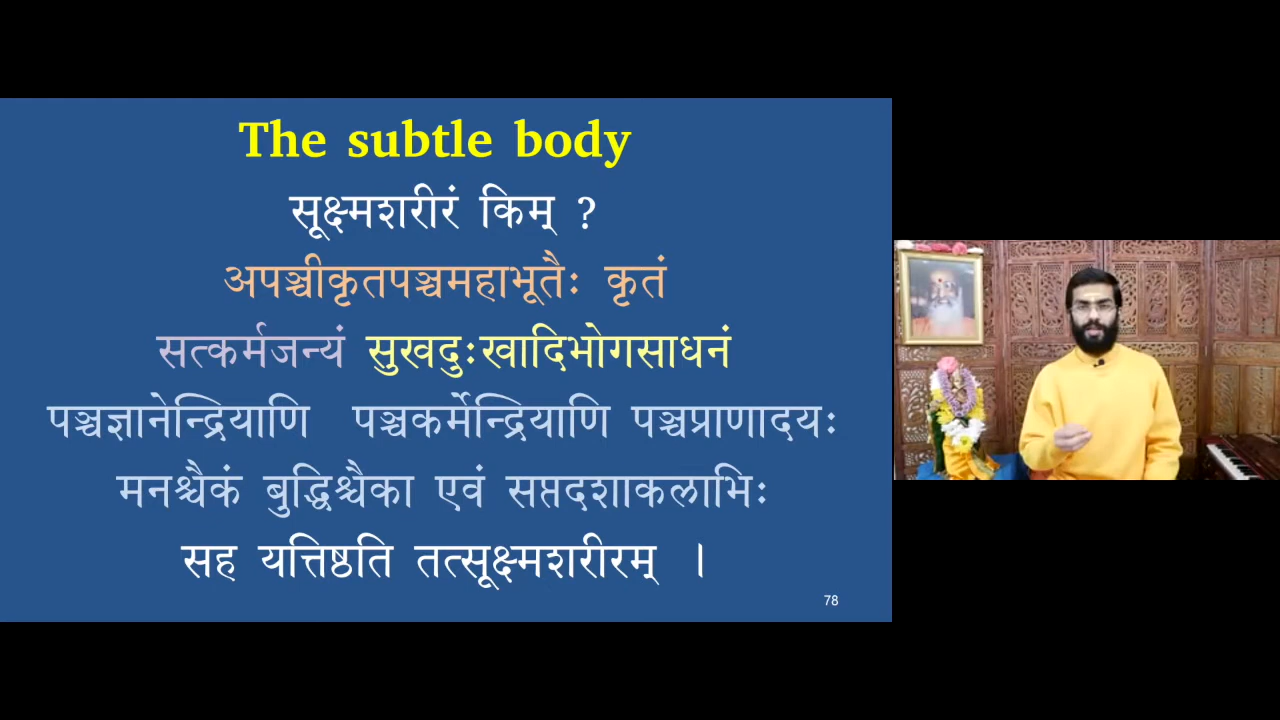 The subtle body
सूक्ष्मशरीरं किम् ?
अपञ्चीकृतपञ्चमहाभूतैः कृतं
सत्कर्मजन्यं सुखदुःखादिभोगसाधनं
पञ्चज्ञानेन्द्रियाणि पञ्चकर्मेन्द्रियाणि पञ्चप्राणादयः
मनश्चैकं बुद्धिश्चैका एवं सप्तदशाकलाभिः
सह यत्तिष्ठति तत्सूक्ष्मशरीरम् ।
78